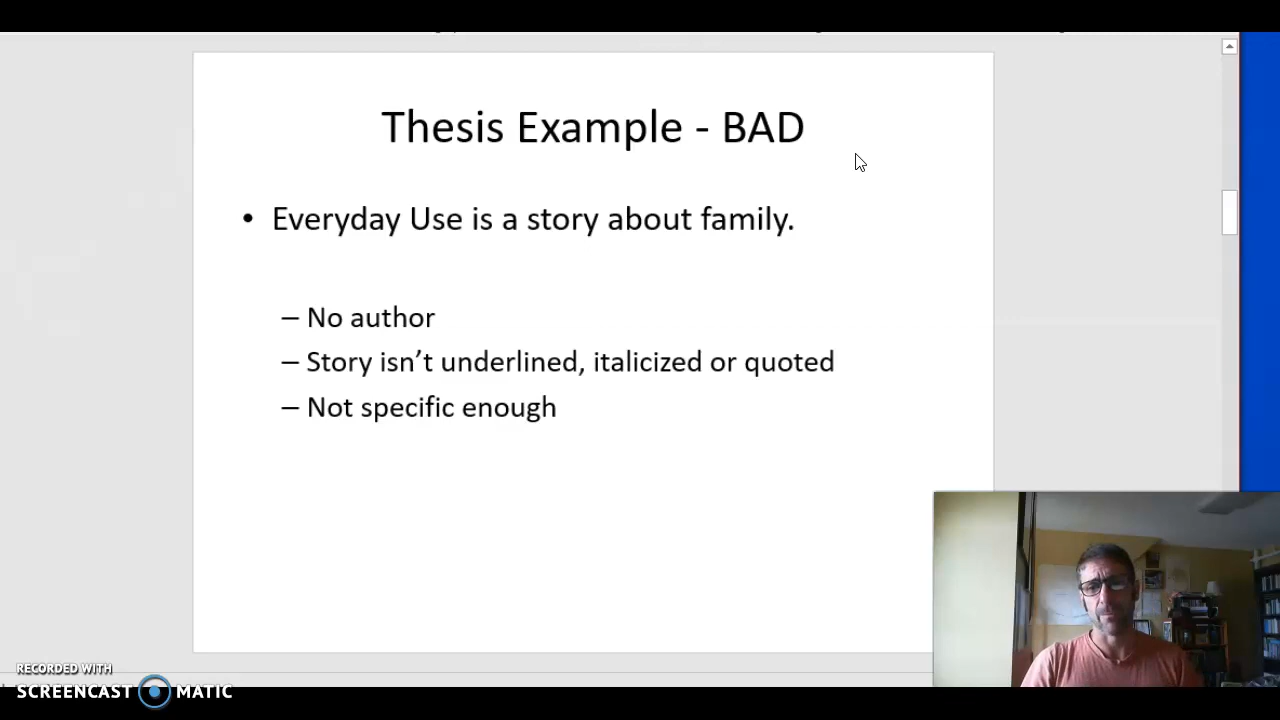 Thesis Example - BAD
• Everyday Use is a story about family.
– No author
– Story isn’t underlined, italicized or quoted
– Not specific enough
RECORDED WITH
SCREENCAST MATIC